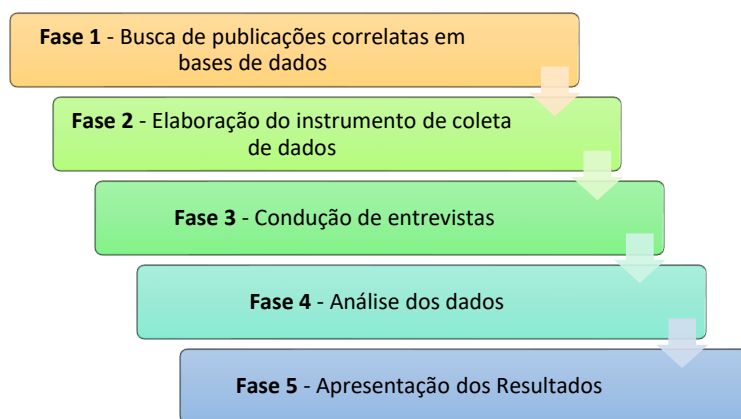 Fase 1 - Busca de publicações correlatas em
bases de dados
Fase 2 - Elaboração do instrumento de coleta
de dados
Fase 3 - Condução de entrevistas
Fase 4 - Análise dos dados
Fase 5 - Apresentação dos Resultados